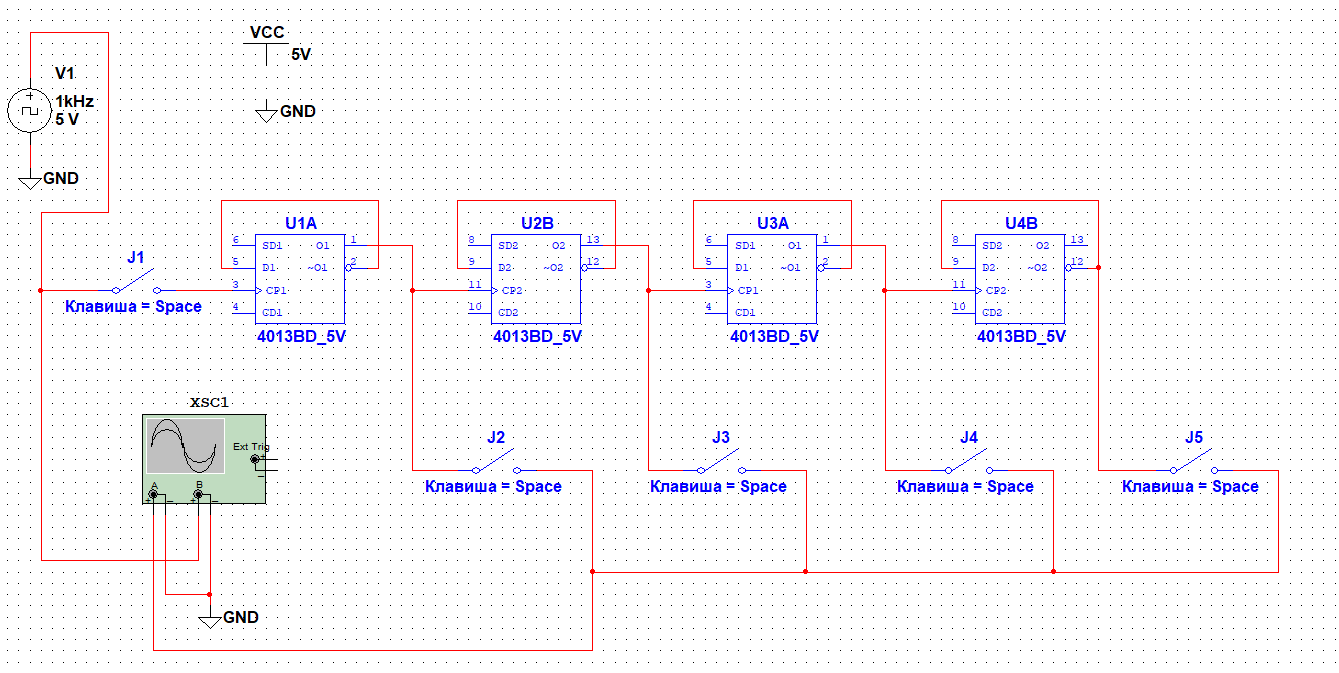 VCC
5V
V1
1kHz
5 V
GND
GND
U1A
U2B
U3A
U4B
6 SD1 O1 1
5 D1 ~O1 2
3 CP1
4 CD1
8 SD2 O2 13
9 D2 ~O2 12
11 CP2
10 CD2
6 SD1 O1 1
5 D1 ~O1 2
3 CP1
4 CD1
8 SD2 O2 13
9 D2 ~O2 12
11 CP2
10 CD2
J1
Клавиша = Space
4013BD_5V
4013BD_5V
4013BD_5V
4013BD_5V
XSC1
Ext Trig
+
–
A
B
+ – + –
J2
Клавиша = Space
J3
Клавиша = Space
J4
Клавиша = Space
J5
Клавиша = Space
GND